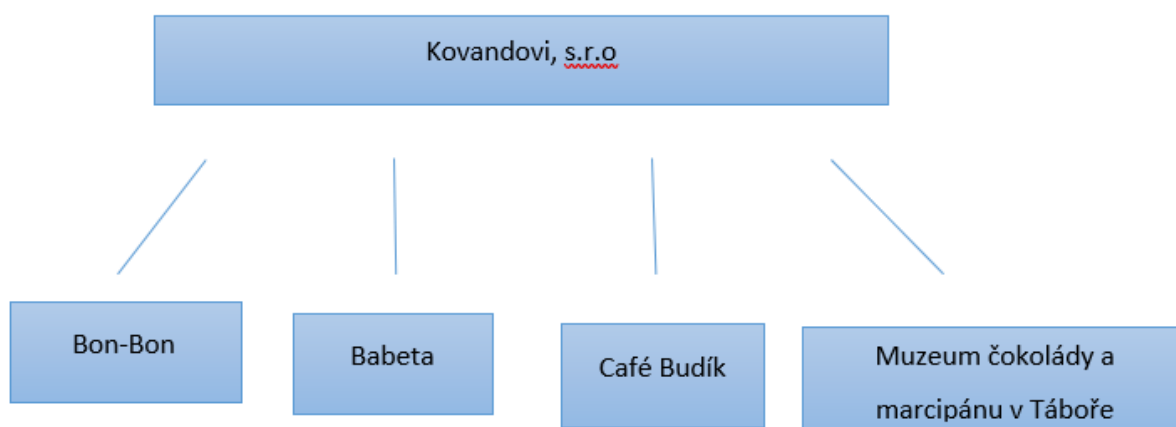 Kovandovi, s.r.o
Bon-Bon
Babeta
Café Budík
Muzeum čokolády a
marcipánu v Táboře